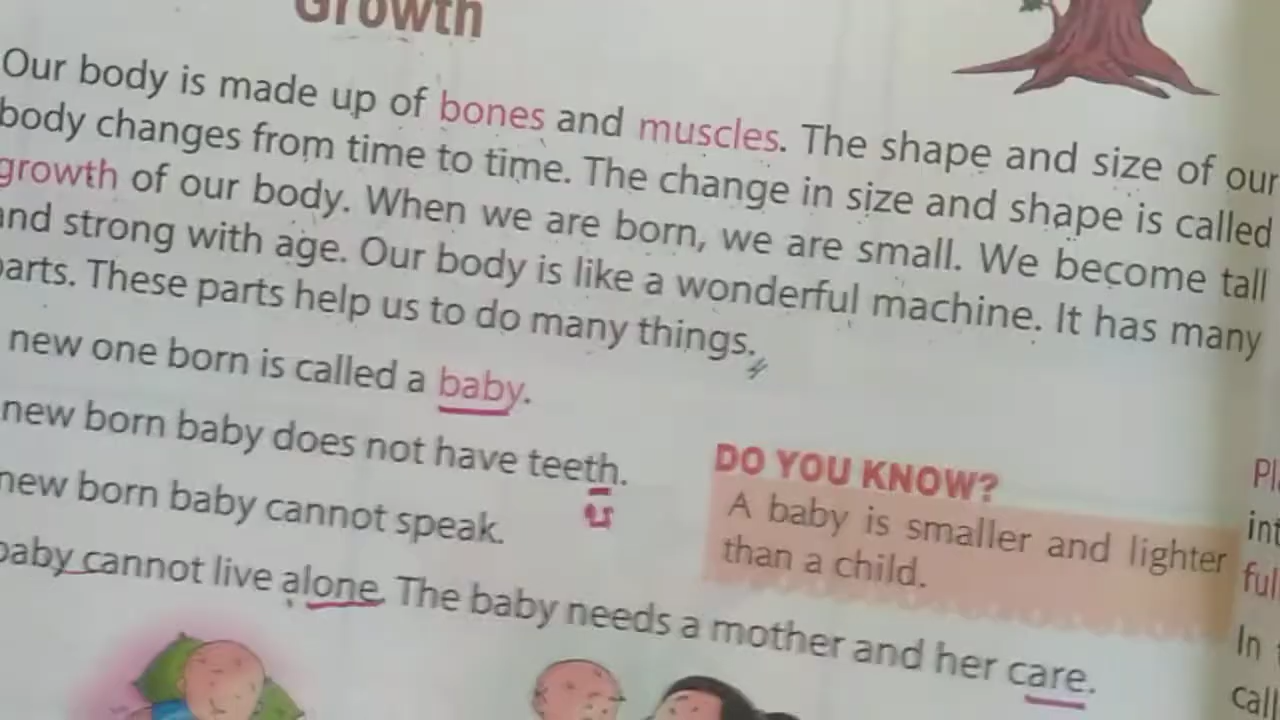 Growth
Our body is made up of bones and muscles. The shape and size of our
body changes from time to time. The change in size and shape is called
growth of our body. When we are born, we are small. We become tall
and strong with age. Our body is like a wonderful machine. It has many
parts. These parts help us to do many things.
new one born is called a baby.
new born baby does not have teeth.
new born baby cannot speak.
baby cannot live alone. The baby needs a mother and her care.
DO YOU KNOW?
A baby is smaller and lighter
than a child.
In